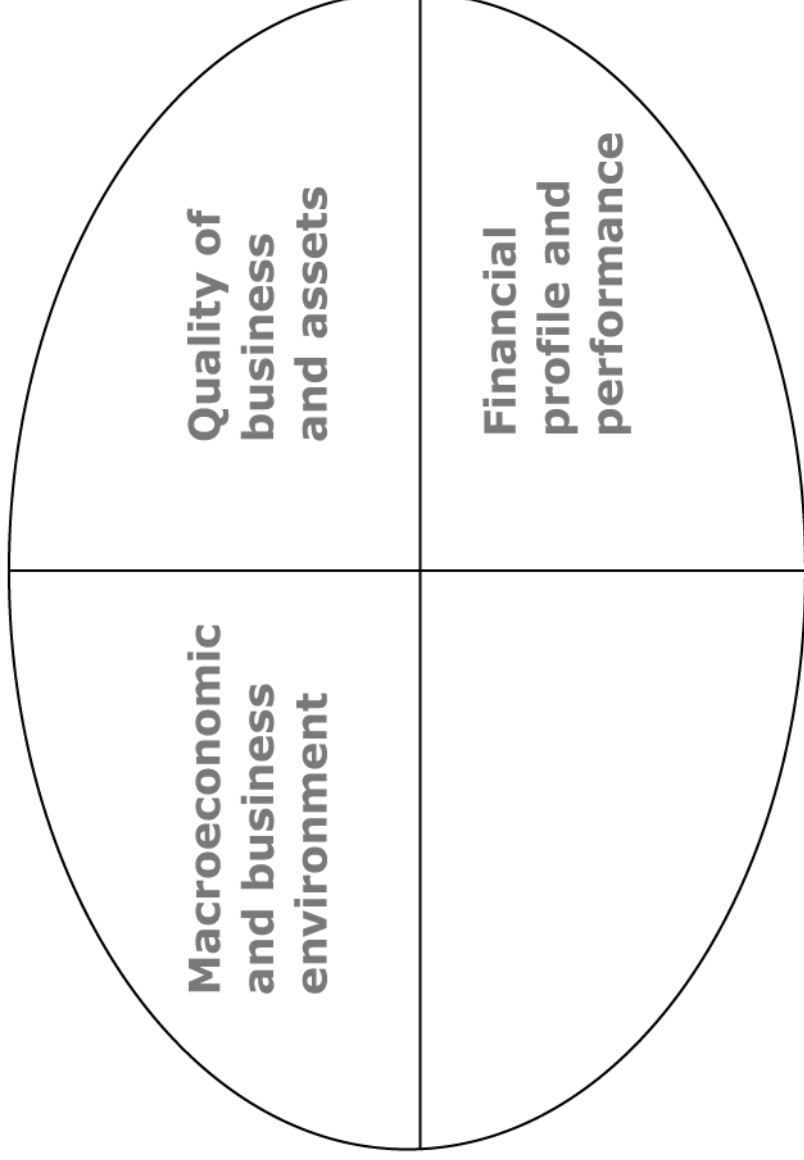 Macroeconomic
and business
environment
Quality of
business
and assets
Financial
profile and
performance